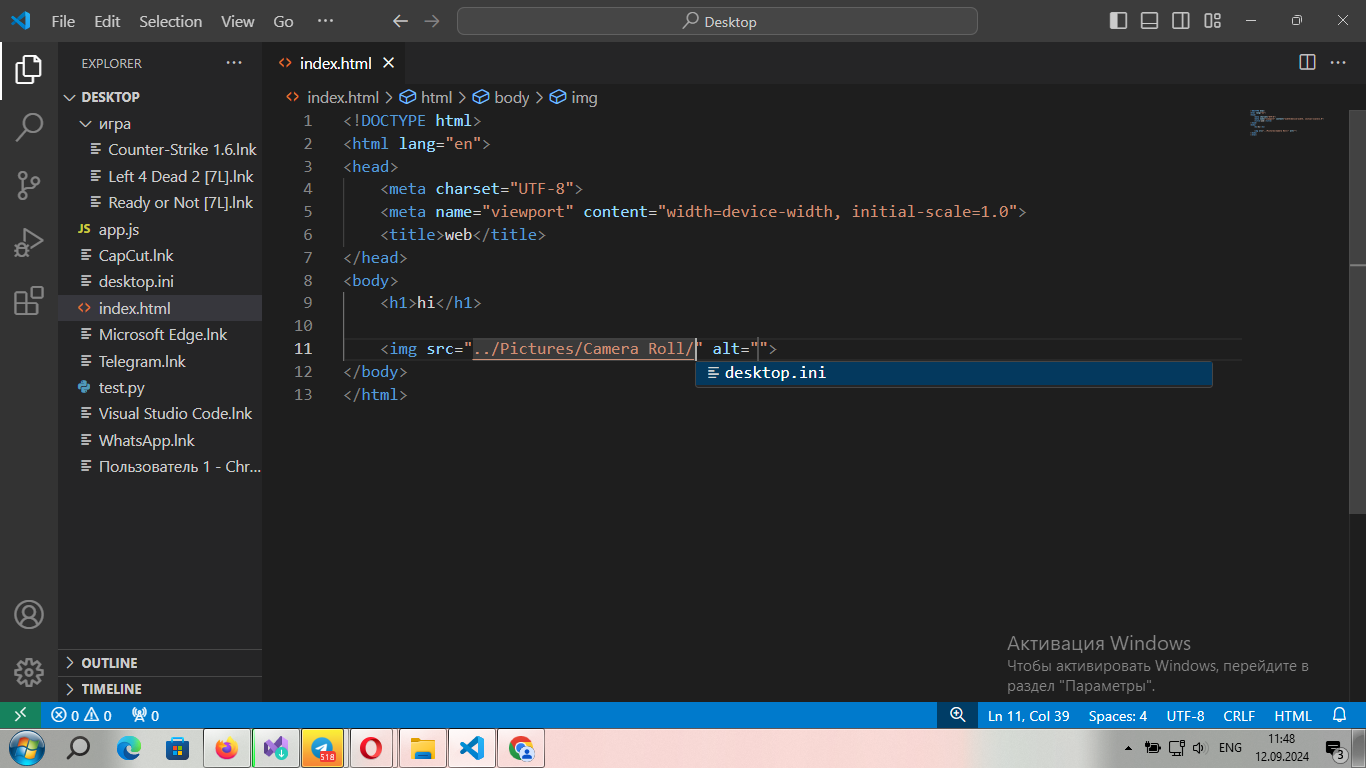 File Edit Selection View Go ··· Desktop
EXPLORER ···
DESKTOP
игра
Counter-Strike 1.6.lnk
Left 4 Dead 2 [7L].lnk
Ready or Not [7L].lnk
JS app.js
CapCut.lnk
desktop.ini
index.html
Microsoft Edge.lnk
Telegram.lnk
test.py
Visual Studio Code.lnk
WhatsApp.lnk
Пользователь 1 - Chr...
OUTLINE
TIMELINE
index.html
index.html > html > body > img
1 <!DOCTYPE html>
2 <html lang="en">
3 <head>
4 <meta charset="UTF-8">
5 <meta name="viewport" content="width=device-width, initial-scale=1.0">
6 <title>web</title>
7 </head>
8 <body>
9 <h1>hi</h1>
10
11 <img src="../Pictures/Camera Roll/" alt="">
desktop.ini
12 </body>
13 </html>
Активация Windows
Чтобы активировать Windows, перейдите в
раздел "Параметры".
0 0 0 Ln 11, Col 39 Spaces: 4 UTF-8 CRLF HTML
518
ENG
11:48
12.09.2024
3